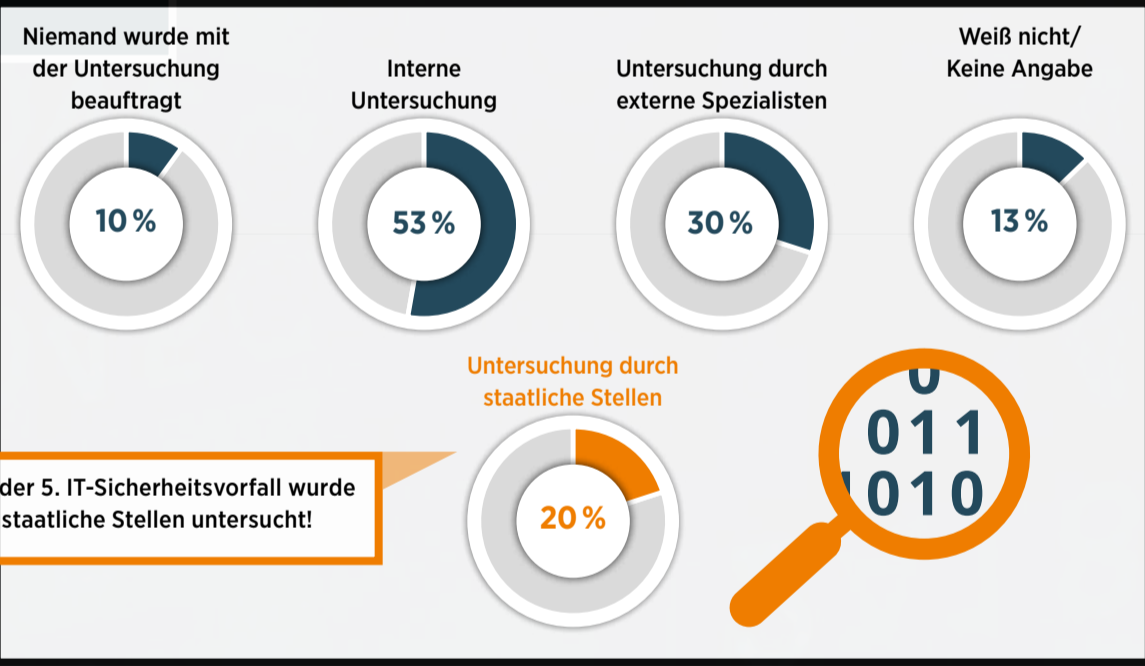 Niemand wurde mit
der Untersuchung
beauftragt
10 %
Interne
Untersuchung
53 %
Untersuchung durch
externe Spezialisten
30 %
Weiß nicht/
Keine Angabe
13 %
Untersuchung durch
staatliche Stellen
20 %
der 5. IT-Sicherheitsvorfall wurde
staatliche Stellen untersucht!
0
011
1010